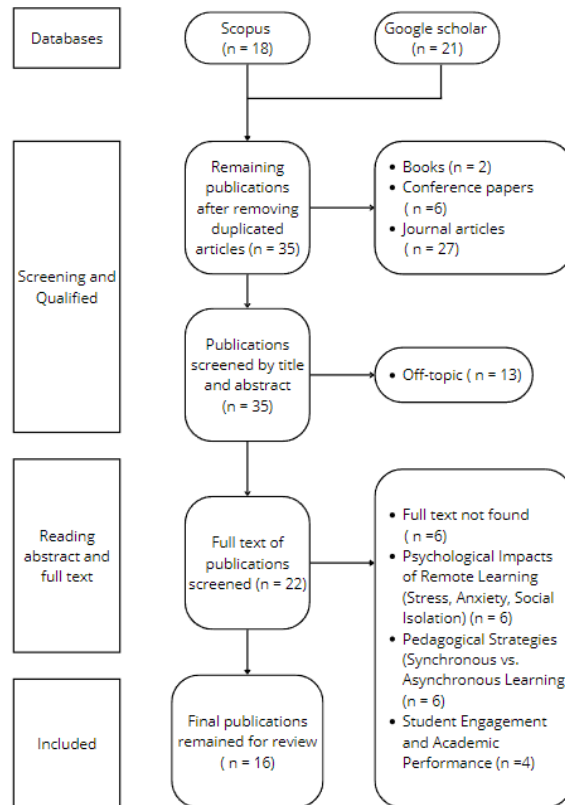 Databases
Scopus
(n = 18)
Google scholar
(n = 21)
Screening and
Qualified
Remaining
publications
after removing
duplicated
articles (n = 35)
• Books (n = 2)
• Conference papers
( n =6)
• Journal articles
( n = 27)
Publications
screened by title
and abstract
(n = 35)
• Off-topic ( n = 13)
Reading
abstract and
full text
Full text of
publications
screened (n = 22)
• Full text not found
( n =6)
• Psychological Impacts
of Remote Learning
(Stress, Anxiety, Social
Isolation) (n = 6)
• Pedagogical Strategies
(Synchronous vs.
Asynchronous Learning
(n = 6)
• Student Engagement
and Academic
Performance (n =4)
Included
Final publications
remained for review
( n = 16)